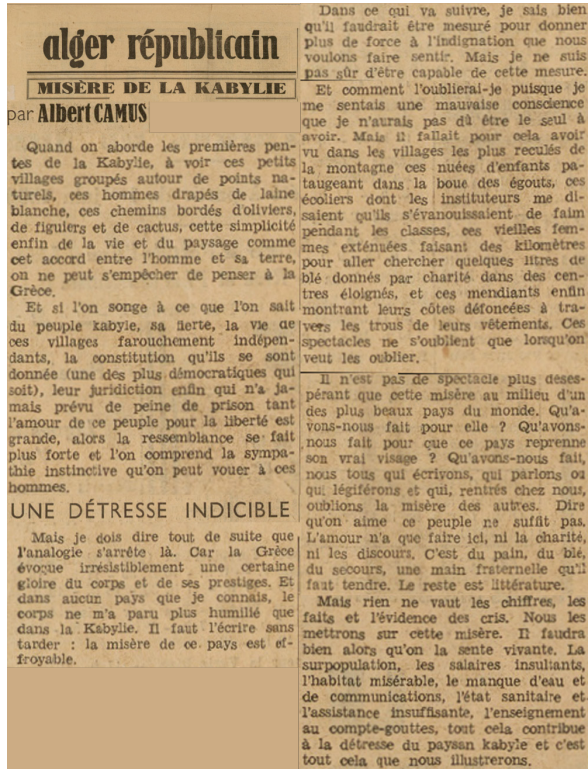 alger républicain
MISÈRE DE LA KABYLIE
par Albert CAMUS
Quand on aborde les premières pen-
tes de la Kabylie, à voir ces petits
villages groupés autour de points na-
turels, ces hommes drapés de laine
blanche, ces chemins bordés d'oliviers,
de figuiers et de cactus, cette simplicité
enfin de la vie et du paysage comme
cet accord entre l'homme et sa terre,
on ne peut s'empêcher de penser à la
Grèce.
Et si l'on songe à ce que l'on sait
du peuple kabyle, sa fierté, la vie de
ces villages farouchement indépen-
dants, la constitution qu'ils se sont
donnée (une des plus démocratiques qui
soit), leur juridiction enfin qui n'a ja-
mais prévu de peine de prison tant
l'amour de ce peuple pour la liberté est
grande, alors la ressemblance se fait
plus forte et l'on comprend la sympa-
thie instinctive qu'on peut vouer à ces
hommes.
UNE DÉTRESSE INDICIBLE
Mais je dois dire tout de suite que
l'analogie s'arrête là. Car la Grèce
évoque irrésistiblement une certaine
gloire du corps et de ses prestiges. Et
dans aucun pays que je connais, le
corps ne m'a paru plus humilié que
dans la Kabylie. Il faut l'écrire sans
tarder : la misère de ce pays est ef-
froyable.
Dans ce qui va suivre, je sais bien
qu'il faudrait être mesuré pour donner
plus de force à l'indignation que nous
voulons faire sentir. Mais je ne suis
pas sûr d'être capable de cette mesure.
Et comment l'oublierai-je puisque je
me sentais une mauvaise conscience
que je n'aurais pas dû être le seul à
avoir. Mais il fallait pour cela avoir
vu dans les villages les plus reculés de
la montagne ces nuées d'enfants pa-
taugeant dans la boue des égouts, ces
écoliers dont les instituteurs me di-
saient qu'ils s'évanouissaient de faim
pendant les classes, ces vieilles fem-
mes exténuées faisant des kilomètres
pour aller chercher quelques litres de
blé donnés par charité dans des cen-
tres éloignés, et ces mendiants enfin
montrant leurs côtes défoncées à tra-
vers les trous de leurs vêtements. Ces
spectacles ne s'oublient que lorsqu'on
veut les oublier.
Il n'est pas de spectacle plus deses-
pérant que cette misère au milieu d'un
des plus beaux pays du monde. Qu'a-
vons-nous fait pour elle ? Qu'avons-
nous fait pour que ce pays reprenne
son vrai visage ? Qu'avons-nous fait,
nous tous qui écrivons, qui parlons ou
qui légiférons et qui, rentrés chez nous,
oublions la misère des autres. Dire
qu'on aime ce peuple ne suffit pas.
L'amour n'a que faire ici, ni la charité,
ni les discours. C'est du pain, du blé,
du secours, une main fraternelle qu'il
faut tendre. Le reste est littérature.
Mais rien ne vaut les chiffres, les
faits et l'évidence des cris. Nous les
mettrons sur cette misère. Il faudra
bien alors qu'on la sente vivante. La
surpopulation, les salaires insultants,
l'habitat misérable, le manque d'eau et
de communications, l'état sanitaire et
l'assistance insuffisante, l'enseignement
au compte-gouttes, tout cela contribue
à la détresse du paysan kabyle et c'est
tout cela que nous illustrerons.